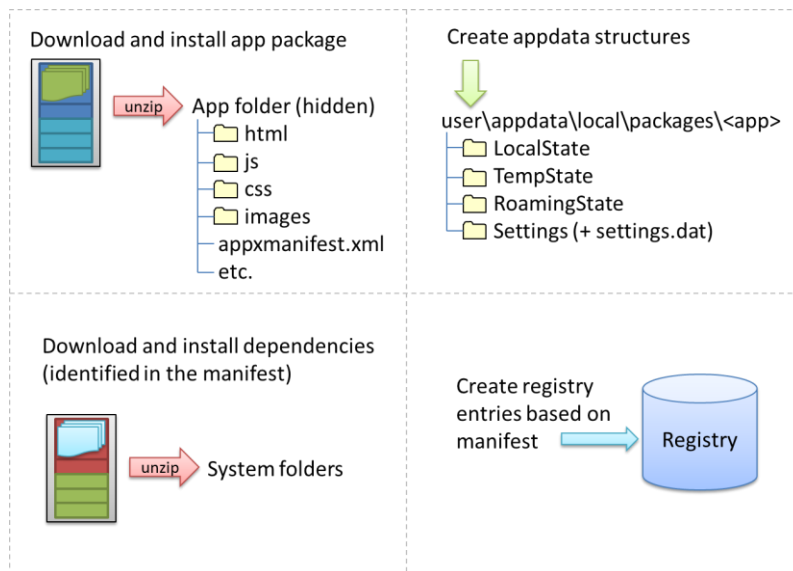 Download and install app package
unzip
App folder (hidden)
html
js
css
images
appxmanifest.xml
etc.
Create appdata structures
user\appdata\local\packages\<app>
LocalState
TempState
RoamingState
Settings (+ settings.dat)
Download and install dependencies
(identified in the manifest)
unzip
System folders
Create registry
entries based on
manifest
Registry